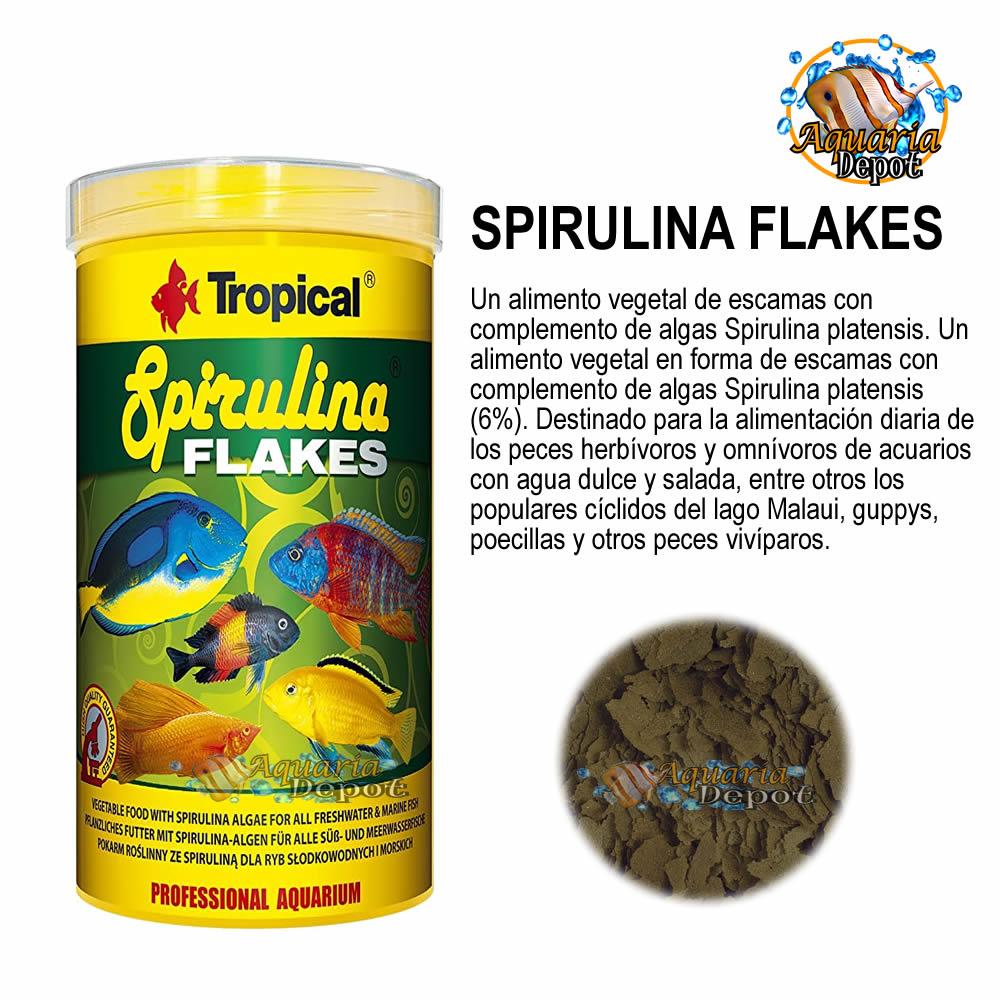 Aquaria
Depot
SPIRULINA FLAKES
Un alimento vegetal de escamas con
complemento de algas Spirulina platensis. Un
alimento vegetal en forma de escamas con
complemento de algas Spirulina platensis
(6%). Destinado para la alimentación diaria de
los peces herbívoros y omnívoros de acuarios
con agua dulce y salada, entre otros los
populares cíclidos del lago Malaui, guppys,
poecillas y otros peces vivíparos.
Tropical®
Spirulina®
FLAKES
QUALITY GUARANTEED
Aquaria
Depot
VEGETABLE FOOD WITH SPIRULINA ALGAE FOR ALL FRESHWATER & MARINE FISH
PFLANZLICHES FUTTER MIT SPIRULINA-ALGEN FÜR ALLE SÜß- UND MEERWASSERFISCHE
POKARM ROŚLINNY ZE SPIRULINĄ DLA RYB SŁODKOWODNYCH I MORSKICH
PROFESSIONAL AQUARIUM
Aquaria
Depot